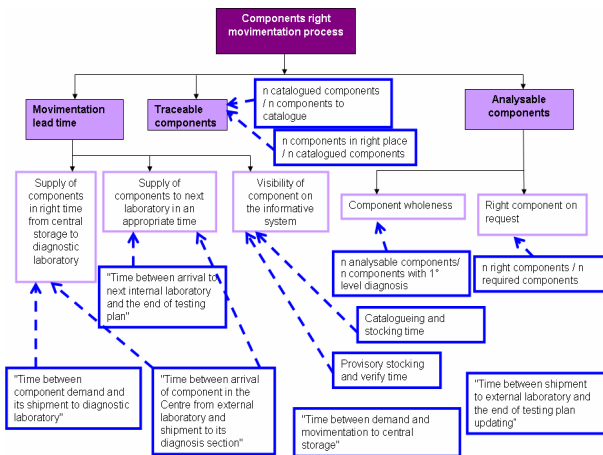 Components right
movimentation process
Movimentation
lead time
Traceable
components
n catalogued components
/ n components to
catalogue
n components in right
place / n catalogued components
Analysable
components
Supply of
components
in right time
from central
storage to
diagnostic
laboratory
Supply of
components to next
laboratory in an
appropriate time
Visibility of
component on
the informative
system
Component wholeness
Right component on
request
n analysable components/
n components with 1°
level diagnosis
n right components / n
required components
"Time between arrival to
next internal laboratory
and the end of testing
plan"
Catalogueing and
stocking time
Provisory stocking
and verify time
"Time between
component demand and
its shipment to diagnostic
laboratory"
"Time between arrival
of component in the
Centre from external
laboratory and
shipment to its
diagnosis section"
"Time between demand and
movimentation to central
storage"
"Time between shipment
to external laboratory and
the end of testing plan
updating"